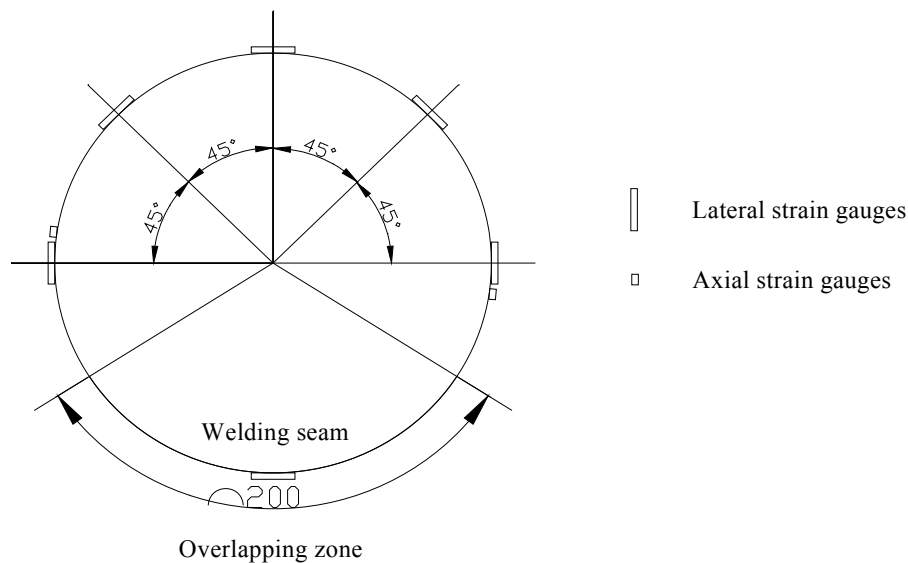 45°
45°
45°
45°
Lateral strain gauges
Axial strain gauges
Welding seam
⌒200
Overlapping zone